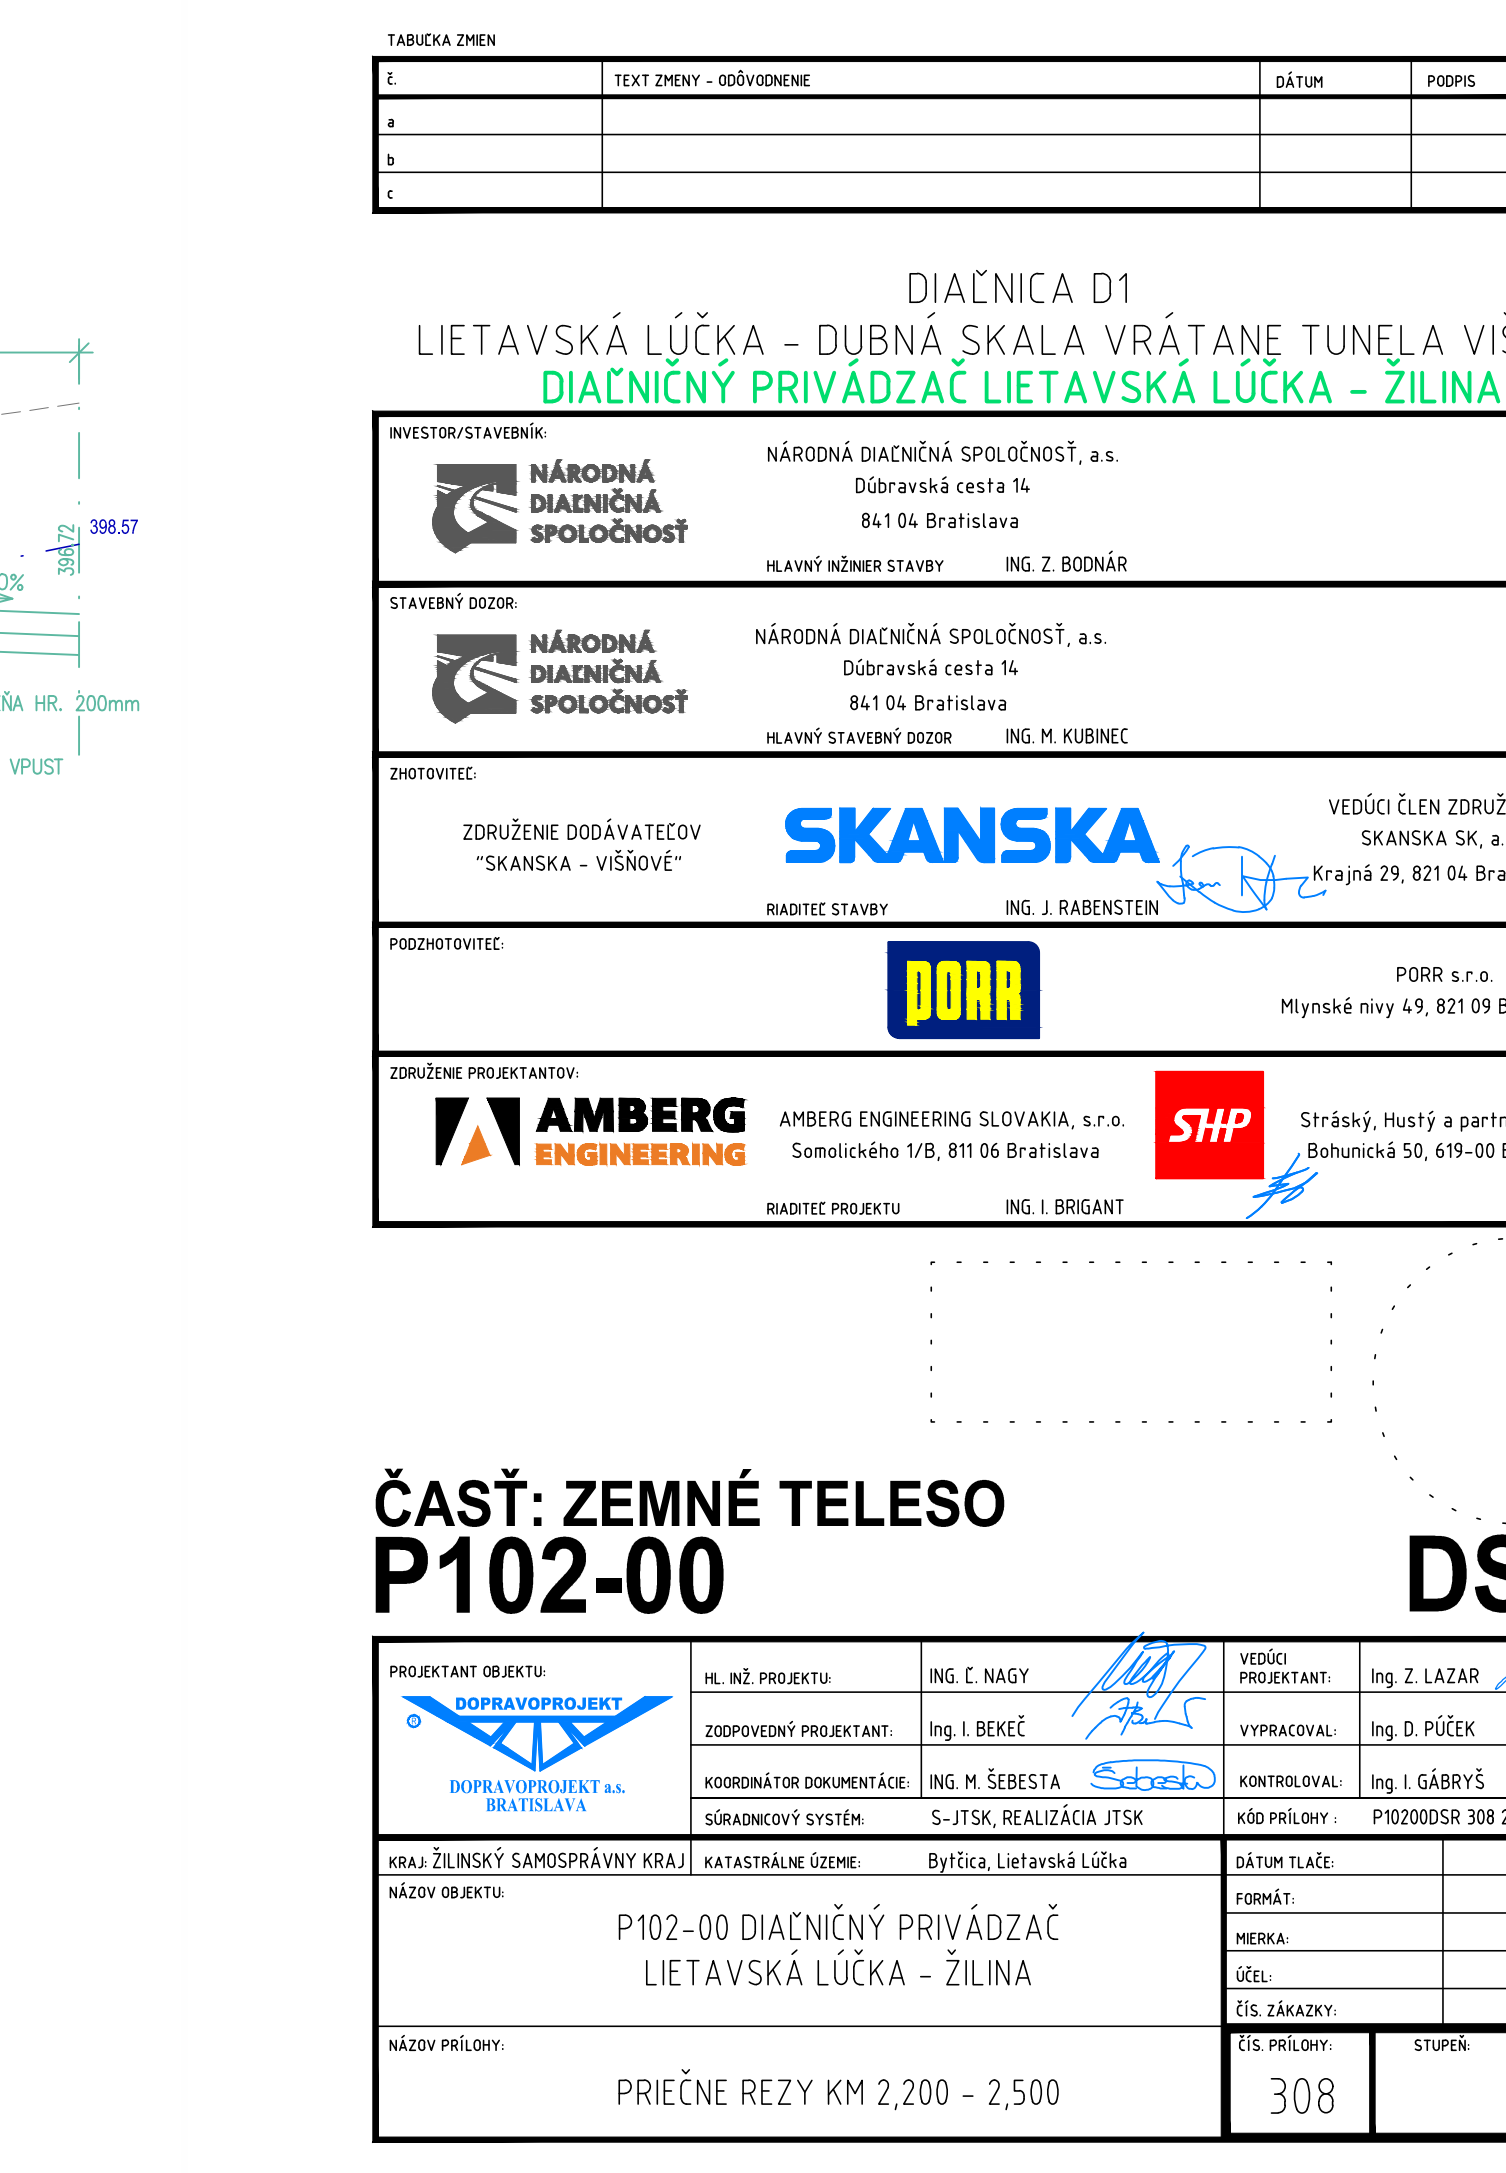 TABUĽKA ZMIEN
č. TEXT ZMENY - ODÔVODNENIE DÁTUM PODPIS
a
b
c
DIAĽNICA D1
LIETAVSKÁ LÚČKA - DUBNÁ SKALA VRÁTANE TUNELA VIŠ
DIAĽNIČNÝ PRIVÁDZAČ LIETAVSKÁ LÚČKA - ŽILINA
INVESTOR/STAVEBNÍK:
NÁRODNÁ
DIAĽNIČNÁ
SPOLOČNOSŤ
NÁRODNÁ DIAĽNIČNÁ SPOLOČNOSŤ, a.s.
Dúbravská cesta 14
841 04 Bratislava
HLAVNÝ INŽINIER STAVBY ING. Z. BODNÁR
398.57
396.72
0%
STAVEBNÝ DOZOR:
NÁRODNÁ
DIAĽNIČNÁ
SPOLOČNOSŤ
NÁRODNÁ DIAĽNIČNÁ SPOLOČNOSŤ, a.s.
Dúbravská cesta 14
841 04 Bratislava
HLAVNÝ STAVEBNÝ DOZOR ING. M. KUBINEC
EŇA HR. 200mm
VPUST
ZHOTOVITEĽ:
ZDRUŽENIE DODÁVATEĽOV
"SKANSKA - VIŠŇOVÉ"
SKANSKA
VEDÚCI ČLEN ZDRUŽ
SKANSKA SK, a.
Krajná 29, 821 04 Bra
RIADITEĽ STAVBY ING. J. RABENSTEIN
PODZHOTOVITEĽ:
PORR
PORR s.r.o.
Mlynské nivy 49, 821 09 B
ZDRUŽENIE PROJEKTANTOV:
AMBERG
ENGINEERING
AMBERG ENGINEERING SLOVAKIA, s.r.o.
Somolického 1/B, 811 06 Bratislava
SHP
Stráský, Hustý a partn
Bohunická 50, 619-00 B
RIADITEĽ PROJEKTU ING. I. BRIGANT
ČASŤ: ZEMNÉ TELESO
P102-00 DS
PROJEKTANT OBJEKTU:
DOPRAVOPROJEKT
®
DOPRAVOPROJEKT a.s.
BRATISLAVA
HL. INŽ. PROJEKTU: ING. Ľ. NAGY VEDÚCI PROJEKTANT: Ing. Z. LAZAR
ZODPOVEDNÝ PROJEKTANT: Ing. I. BEKEČ VYPRACOVAL: Ing. D. PÚČEK
KOORDINÁTOR DOKUMENTÁCIE: ING. M. ŠEBESTA Šebesta KONTROLOVAL: Ing. I. GÁBRYŠ
SÚRADNICOVÝ SYSTÉM: S-JTSK, REALIZÁCIA JTSK KÓD PRÍLOHY : P10200DSR 308 2
KRAJ: ŽILINSKÝ SAMOSPRÁVNY KRAJ KATASTRÁLNE ÚZEMIE: Bytčica, Lietavská Lúčka DÁTUM TLAČE:
NÁZOV OBJEKTU:
P102-00 DIAĽNIČNÝ PRIVÁDZAČ
LIETAVSKÁ LÚČKA - ŽILINA
FORMÁT:
MIERKA:
ÚČEL:
ČÍS. ZÁKAZKY:
NÁZOV PRÍLOHY:
PRIEČNE REZY KM 2,200 - 2,500
ČÍS. PRÍLOHY:
308
STUPEŇ: